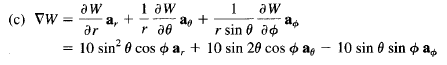 (c) ∇W = ∂W/∂r a_r + 1/r ∂W/∂θ a_θ + 1/(r sin θ) ∂W/∂φ a_φ
= 10 sin² θ cos φ a_r + 10 sin 2θ cos φ a_θ − 10 sin θ sin φ a_φ